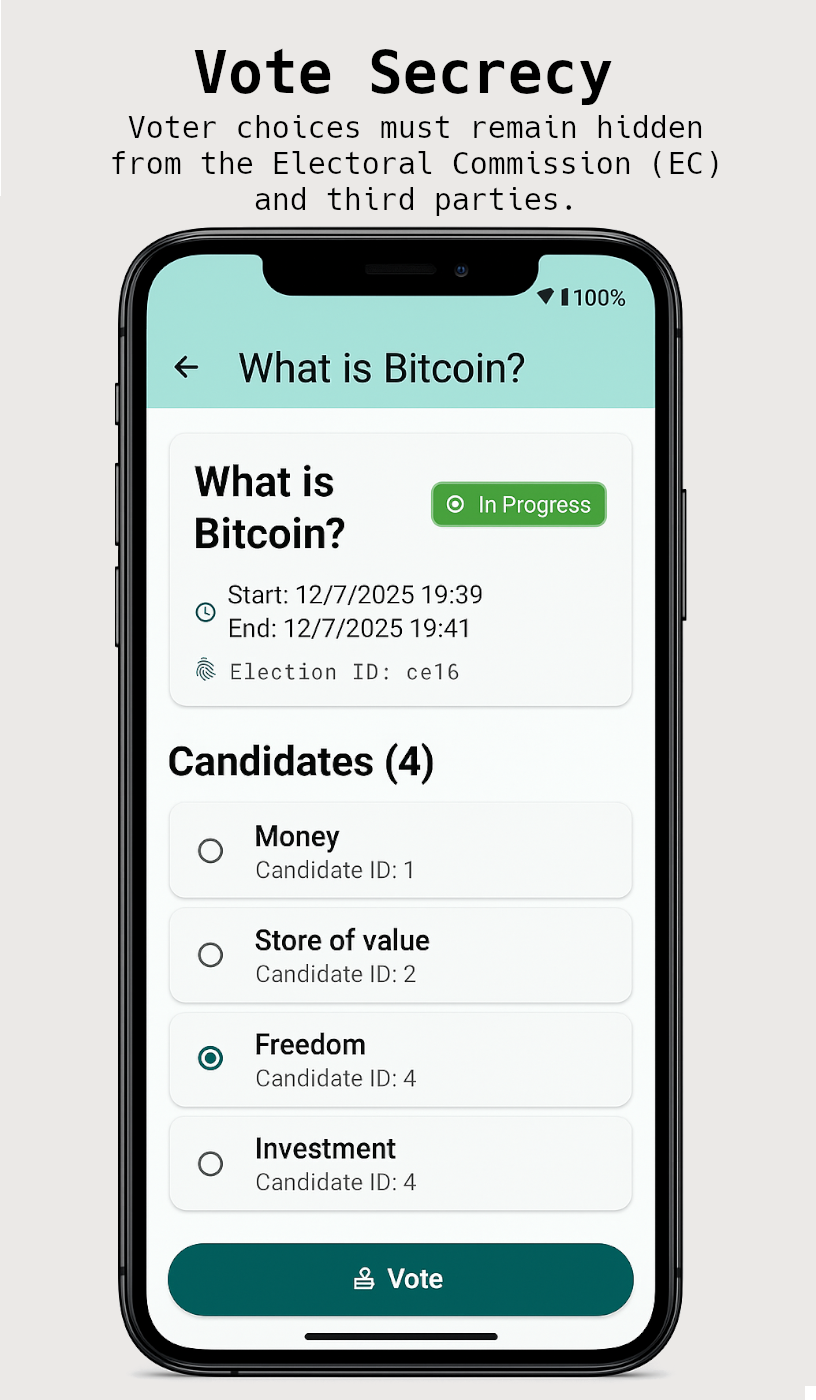 Vote Secrecy
Voter choices must remain hidden
from the Electoral Commission (EC)
and third parties.
100%
What is Bitcoin?
What is
Bitcoin?
In Progress
Start: 12/7/2025 19:39
End: 12/7/2025 19:41
Election ID: ce16
Candidates (4)
Money
Candidate ID: 1
Store of value
Candidate ID: 2
Freedom
Candidate ID: 4
Investment
Candidate ID: 4
Vote